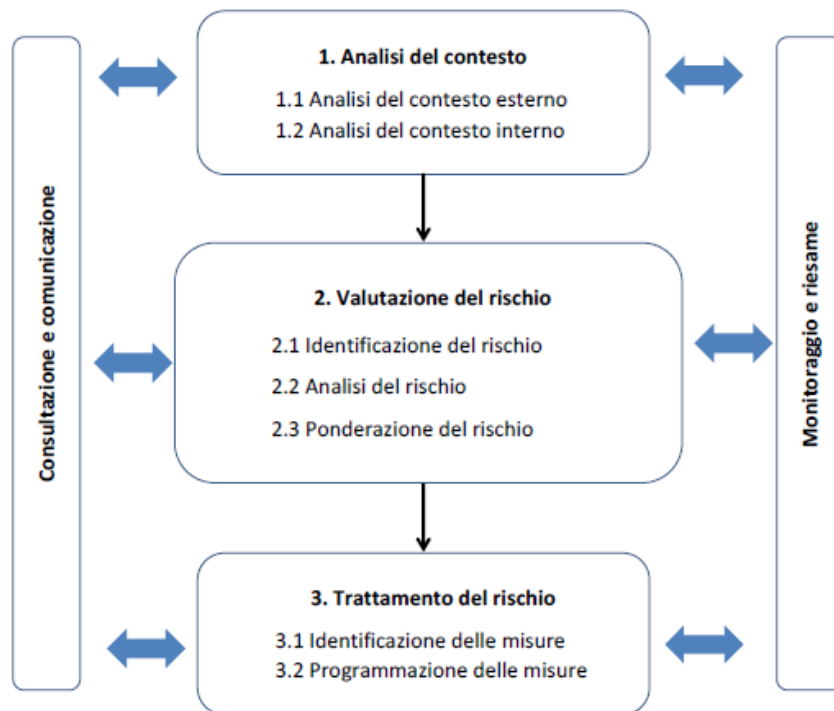 Consultazione e comunicazione
1. Analisi del contesto
1.1 Analisi del contesto esterno
1.2 Analisi del contesto interno
2. Valutazione del rischio
2.1 Identificazione del rischio
2.2 Analisi del rischio
2.3 Ponderazione del rischio
3. Trattamento del rischio
3.1 Identificazione delle misure
3.2 Programmazione delle misure
Monitoraggio e riesame